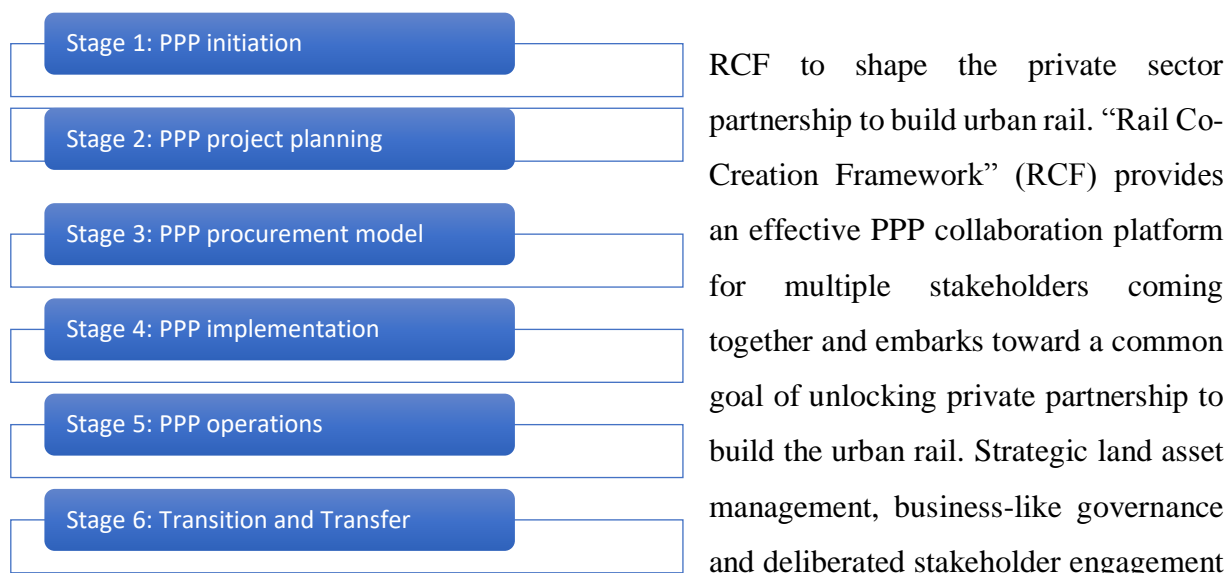 Stage 1: PPP initiation
Stage 2: PPP project planning
Stage 3: PPP procurement model
Stage 4: PPP implementation
Stage 5: PPP operations
Stage 6: Transition and Transfer
RCF to shape the private sector
partnership to build urban rail. “Rail Co-
Creation Framework” (RCF) provides
an effective PPP collaboration platform
for multiple stakeholders coming
together and embarks toward a common
goal of unlocking private partnership to
build the urban rail. Strategic land asset
management, business-like governance
and deliberated stakeholder engagement